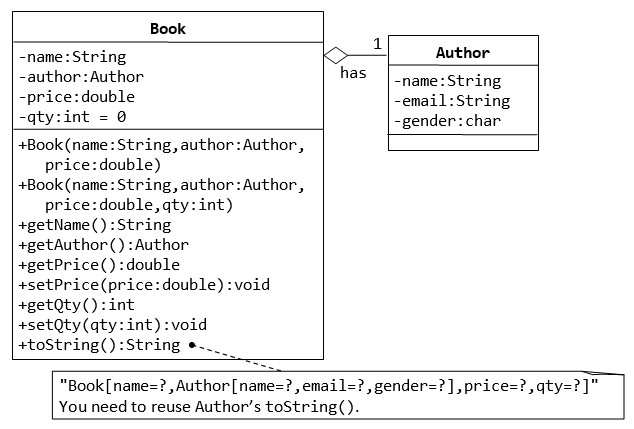 Book
-name:String
-author:Author
-price:double
-qty:int = 0
+Book(name:String,author:Author,
price:double)
+Book(name:String,author:Author,
price:double,qty:int)
+getName():String
+getAuthor():Author
+getPrice():double
+setPrice(price:double):void
+getQty():int
+setQty(qty:int):void
+toString():String
1
has
Author
-name:String
-email:String
-gender:char
"Book[name=?,Author[name=?,email=?,gender=?],price=?,qty=?]"
You need to reuse Author’s toString().